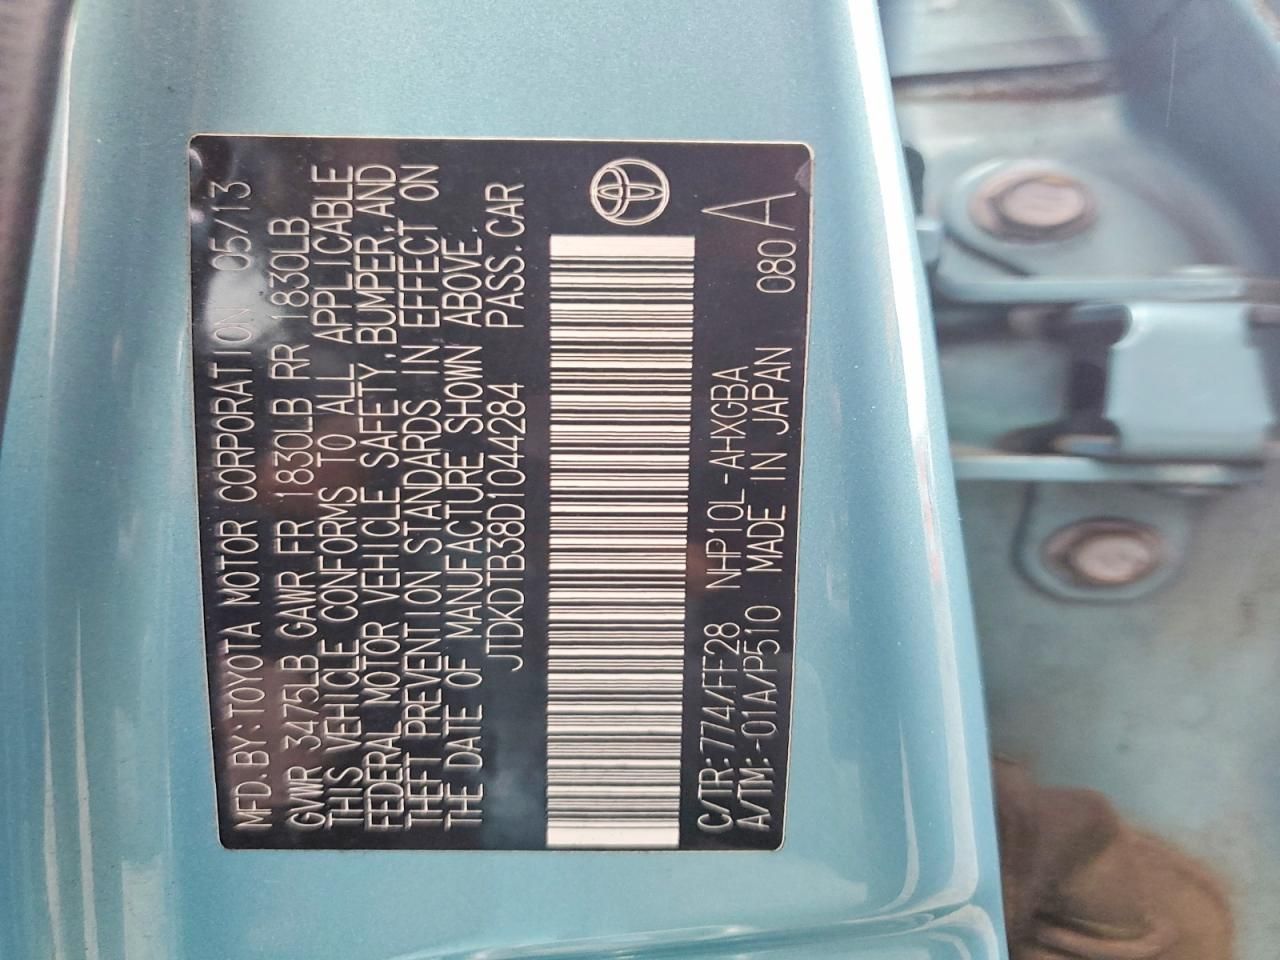 MFD.BY:TOYOTA MOTOR CORPORATION 05/13
GVWR 3475LB GAWR FR 1830LB RR 1830LB
THIS VEHICLE CONFORMS TO ALL APPLICABLE
FEDERAL MOTOR VEHICLE SAFETY,BUMPER,AND
THEFT PREVENTION STANDARDS IN EFFECT ON
THE DATE OF MANUFACTURE SHOWN ABOVE.
JTDKDTB38D1044284 PASS.CAR
C/TR:774/FF28 NHP10L-AHXGBA
A/TM:-01A/P510 MADE IN JAPAN 080 A